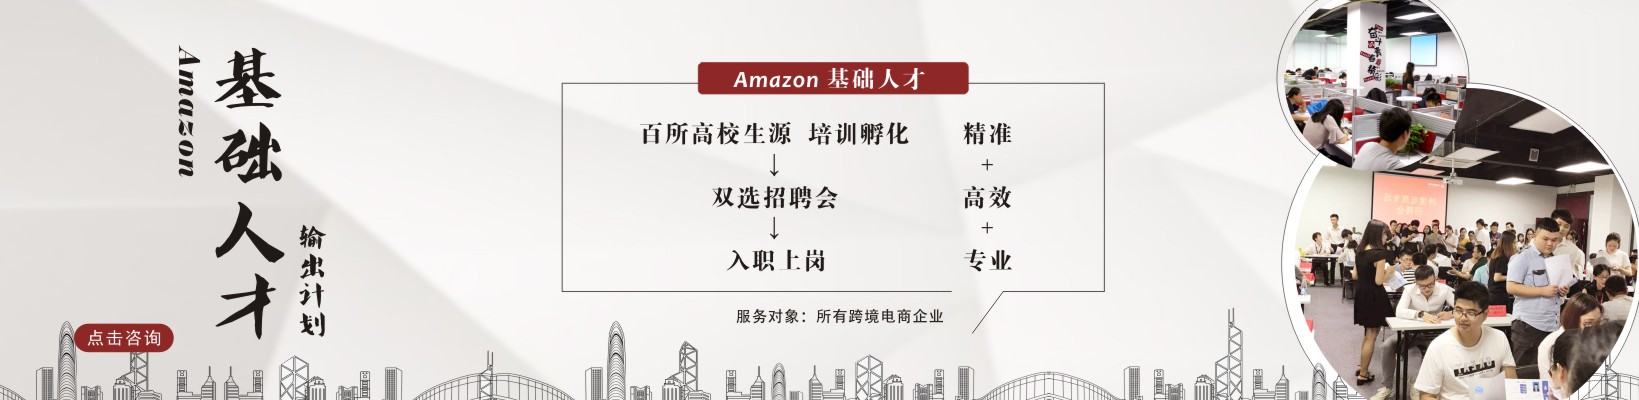 基础人才
Amazon
输出计划
点击咨询
Amazon 基础人才
百所高校生源 培训孵化 精准
↓ +
双选招聘会 高效
↓ +
入职上岗 专业
服务对象：所有跨境电商企业